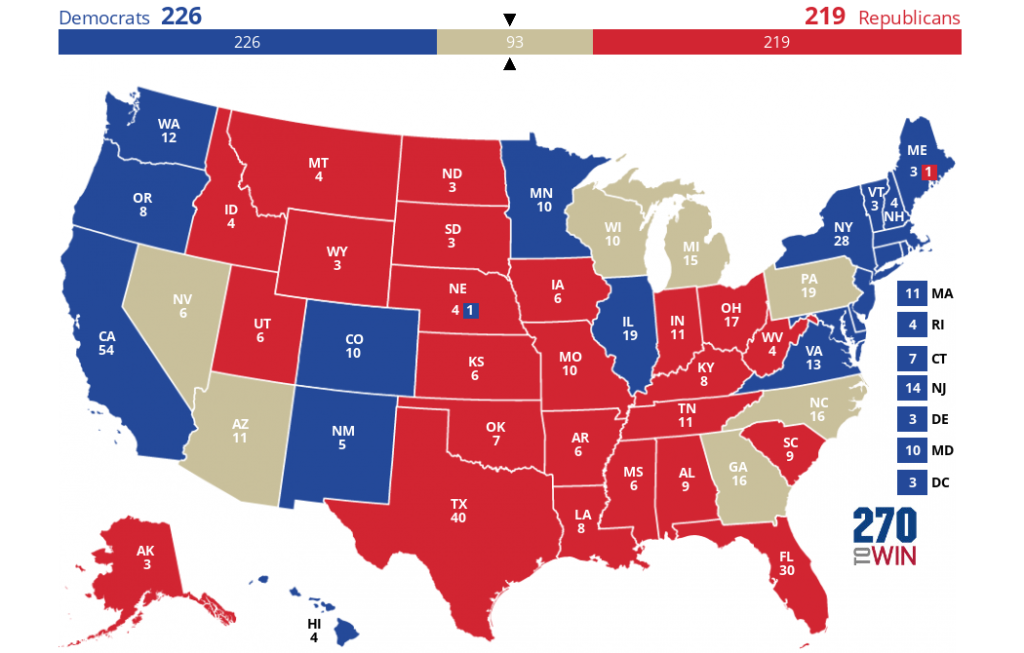 Democrats 226
219 Republicans
226
93
219
WA
12
OR
8
CA
54
NV
6
ID
4
MT
4
WY
3
UT
6
AZ
11
CO
10
NM
5
ND
3
SD
3
NE
4 1
KS
6
OK
7
TX
40
MN
10
IA
6
MO
10
AR
6
LA
8
WI
10
IL
19
MI
15
IN
11
OH
17
KY
8
TN
11
MS
6
AL
9
GA
16
FL
30
SC
9
NC
16
VA
13
WV
4
PA
19
NY
28
VT
3
4
NH
ME
3 1
11 MA
4 RI
7 CT
14 NJ
3 DE
10 MD
3 DC
AK
3
HI
4
270
TO WIN